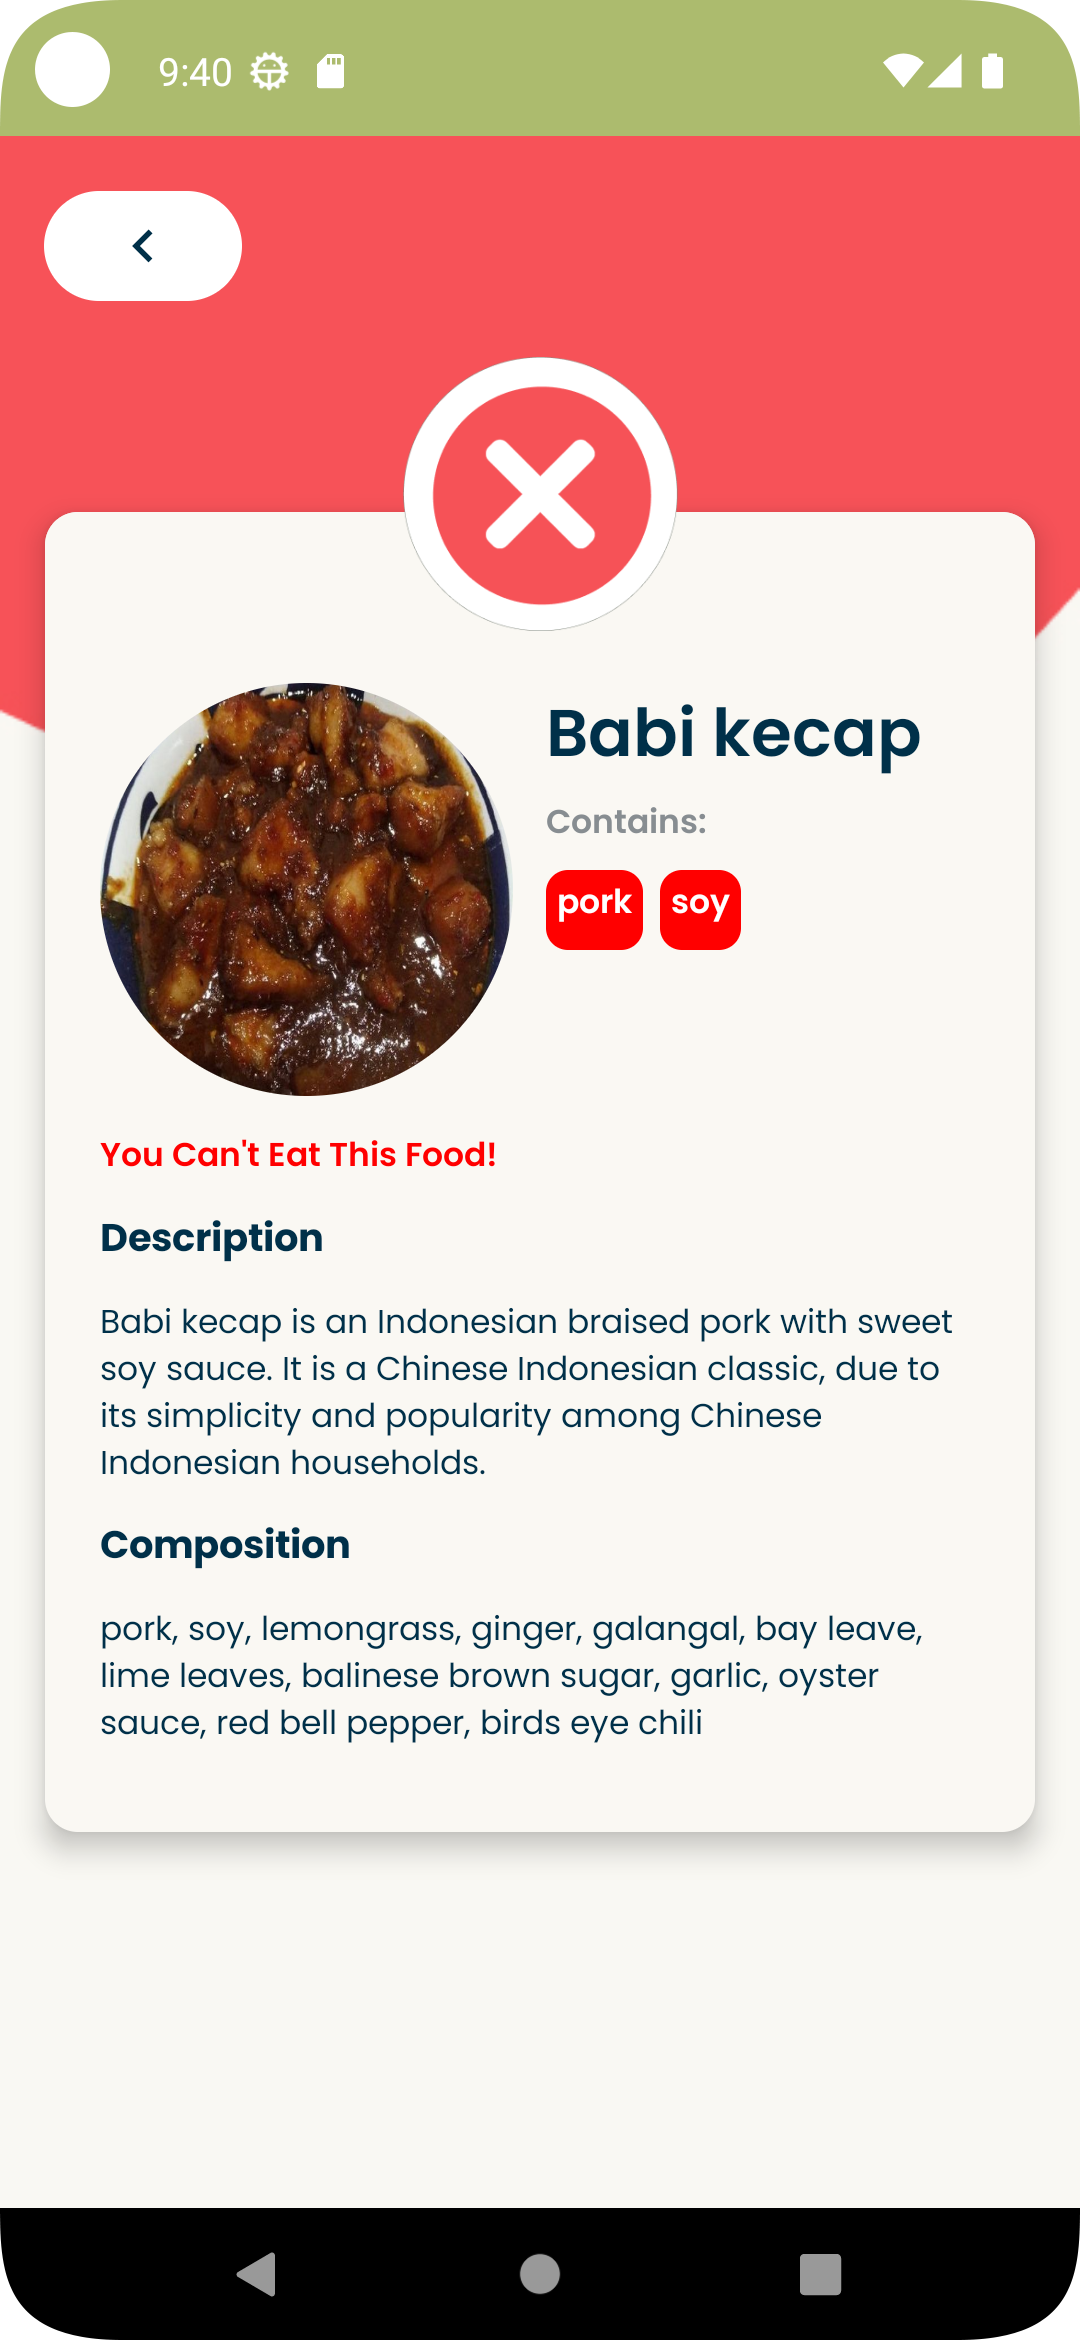 9:40
Babi kecap
Contains:
pork soy
You Can't Eat This Food!
Description
Babi kecap is an Indonesian braised pork with sweet
soy sauce. It is a Chinese Indonesian classic, due to
its simplicity and popularity among Chinese
Indonesian households.
Composition
pork, soy, lemongrass, ginger, galangal, bay leave,
lime leaves, balinese brown sugar, garlic, oyster
sauce, red bell pepper, birds eye chili